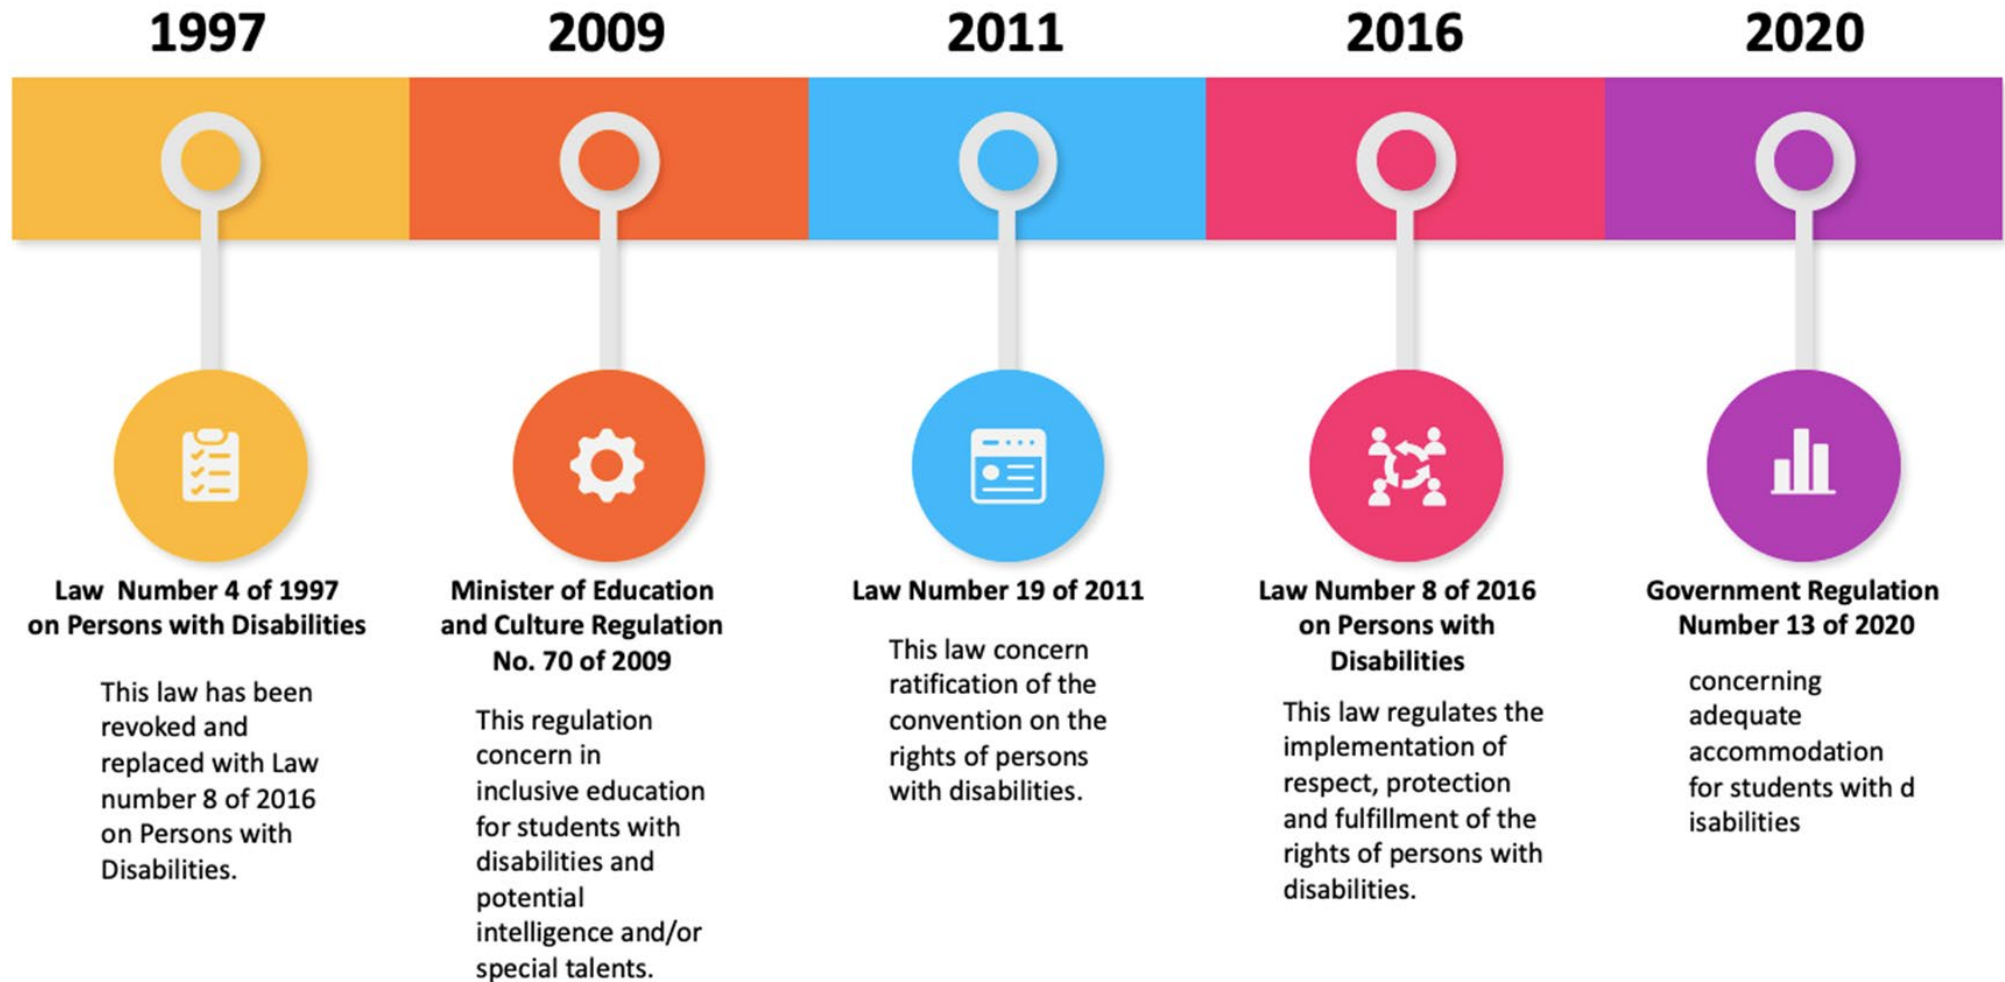 1997
2009
2011
2016
2020
Law Number 4 of 1997
on Persons with Disabilities
This law has been
revoked and
replaced with Law
number 8 of 2016
on Persons with
Disabilities.
Minister of Education
and Culture Regulation
No. 70 of 2009
This regulation
concern in
inclusive education
for students with
disabilities and
potential
intelligence and/or
special talents.
Law Number 19 of 2011
This law concern
ratification of the
convention on the
rights of persons
with disabilities.
Law Number 8 of 2016
on Persons with
Disabilities
This law regulates the
implementation of
respect, protection
and fulfillment of the
rights of persons with
disabilities.
Government Regulation
Number 13 of 2020
concerning
adequate
accommodation
for students with d
isabilities